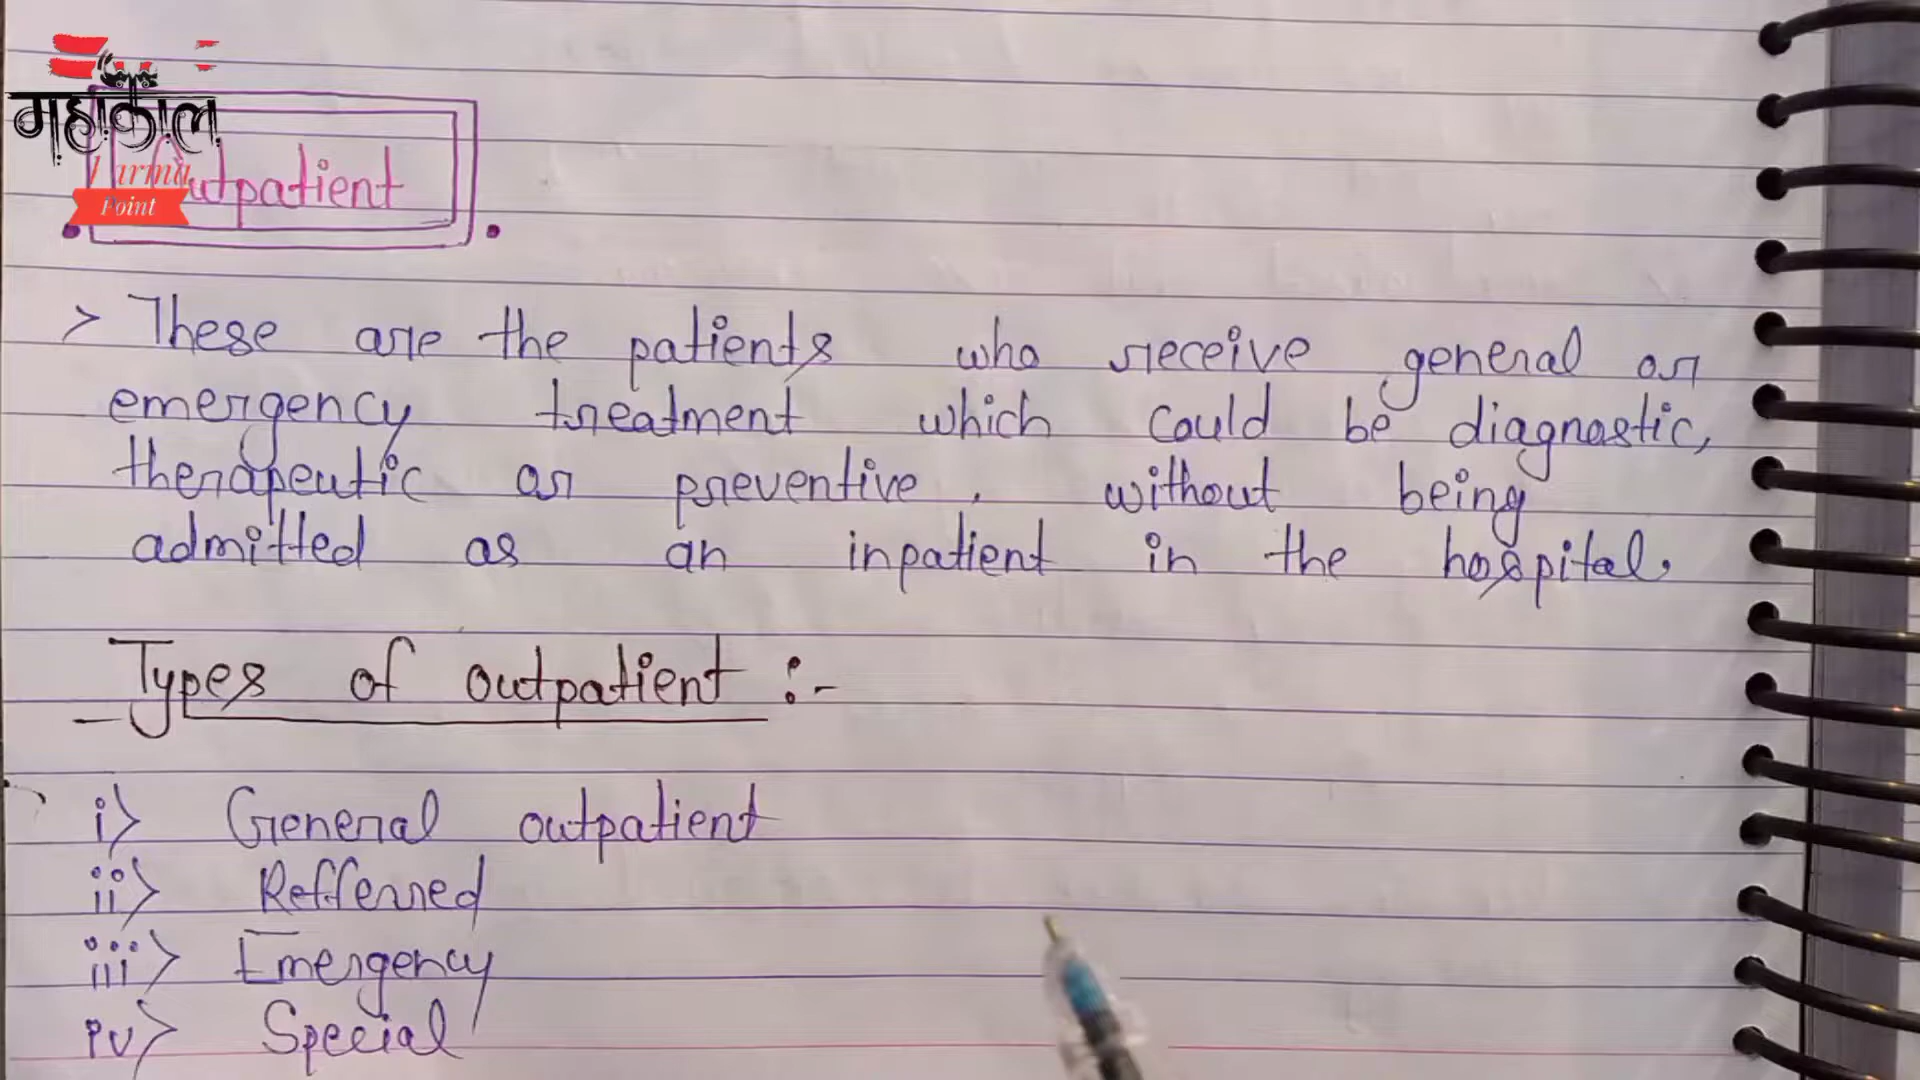 महाकाल
Point
Outpatient
> These are the patients who receive general or
emergency treatment which could be diagnostic,
therapeutic or preventive, without being
admitted as an inpatient in the hospital.
Types of outpatient :-
i> General outpatient
ii> Refferred
iii> Emergency
iv> Special